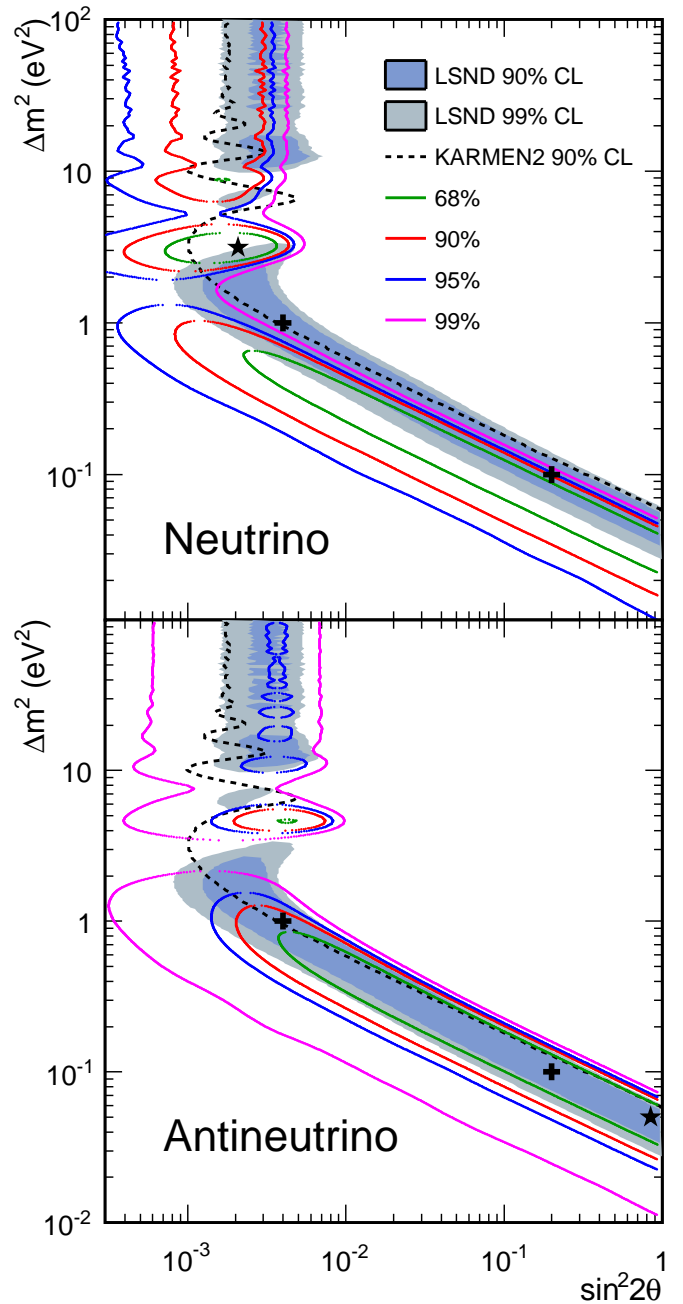 10²
Δm² (eV²)
LSND 90% CL
LSND 99% CL
KARMEN2 90% CL
68%
90%
95%
99%
10
1
10⁻¹
Neutrino
Δm² (eV²)
10
1
10⁻¹
Antineutrino
10⁻²
10⁻³ 10⁻² 10⁻¹ 1
sin²2θ